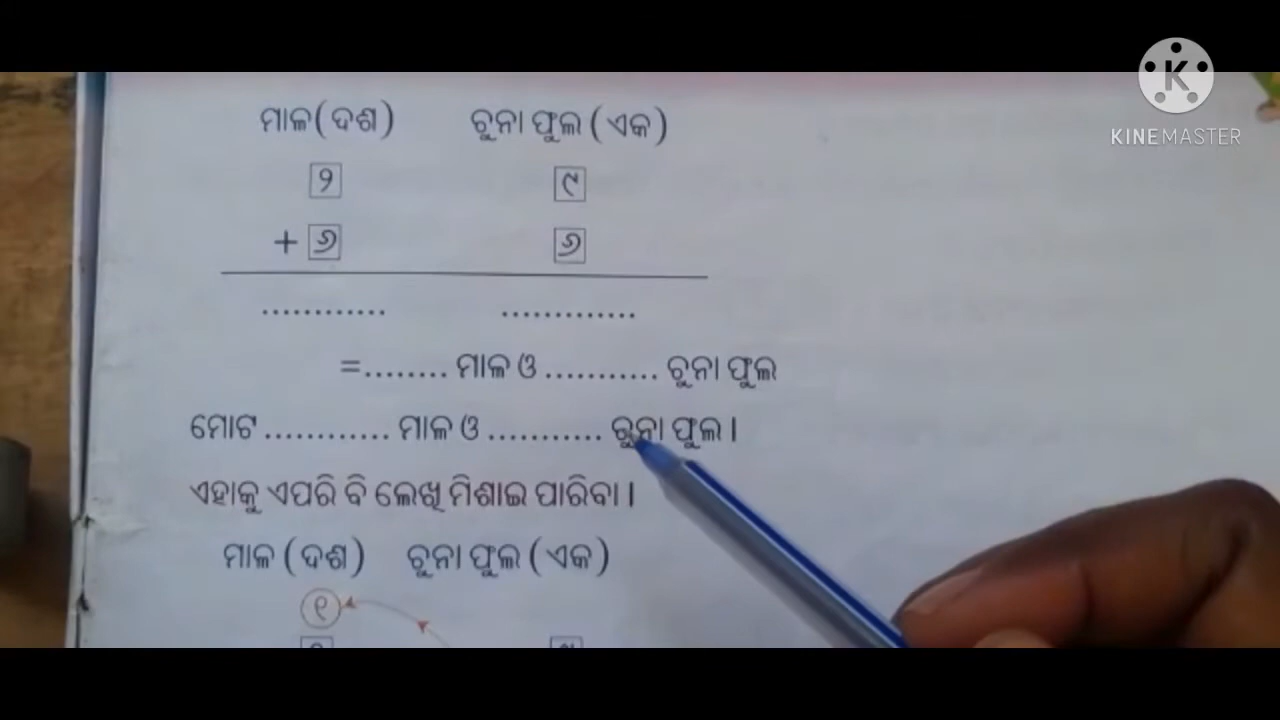 KINEMASTER
ମାଳ (ଦଶ) ଚୁନା ଫୁଲ (ଏକ)
୨ ୯
+ ୬ ୬
............ .............
=........ ମାଳ ଓ ........... ଚୁନା ଫୁଲ
ମୋଟ ............ ମାଳ ଓ ........... ଚୁନା ଫୁଲ ।
ଏହାକୁ ଏପରି ବି ଲେଖି ମିଶାଇ ପାରିବା ।
ମାଳ (ଦଶ) ଚୁନା ଫୁଲ (ଏକ)
୧